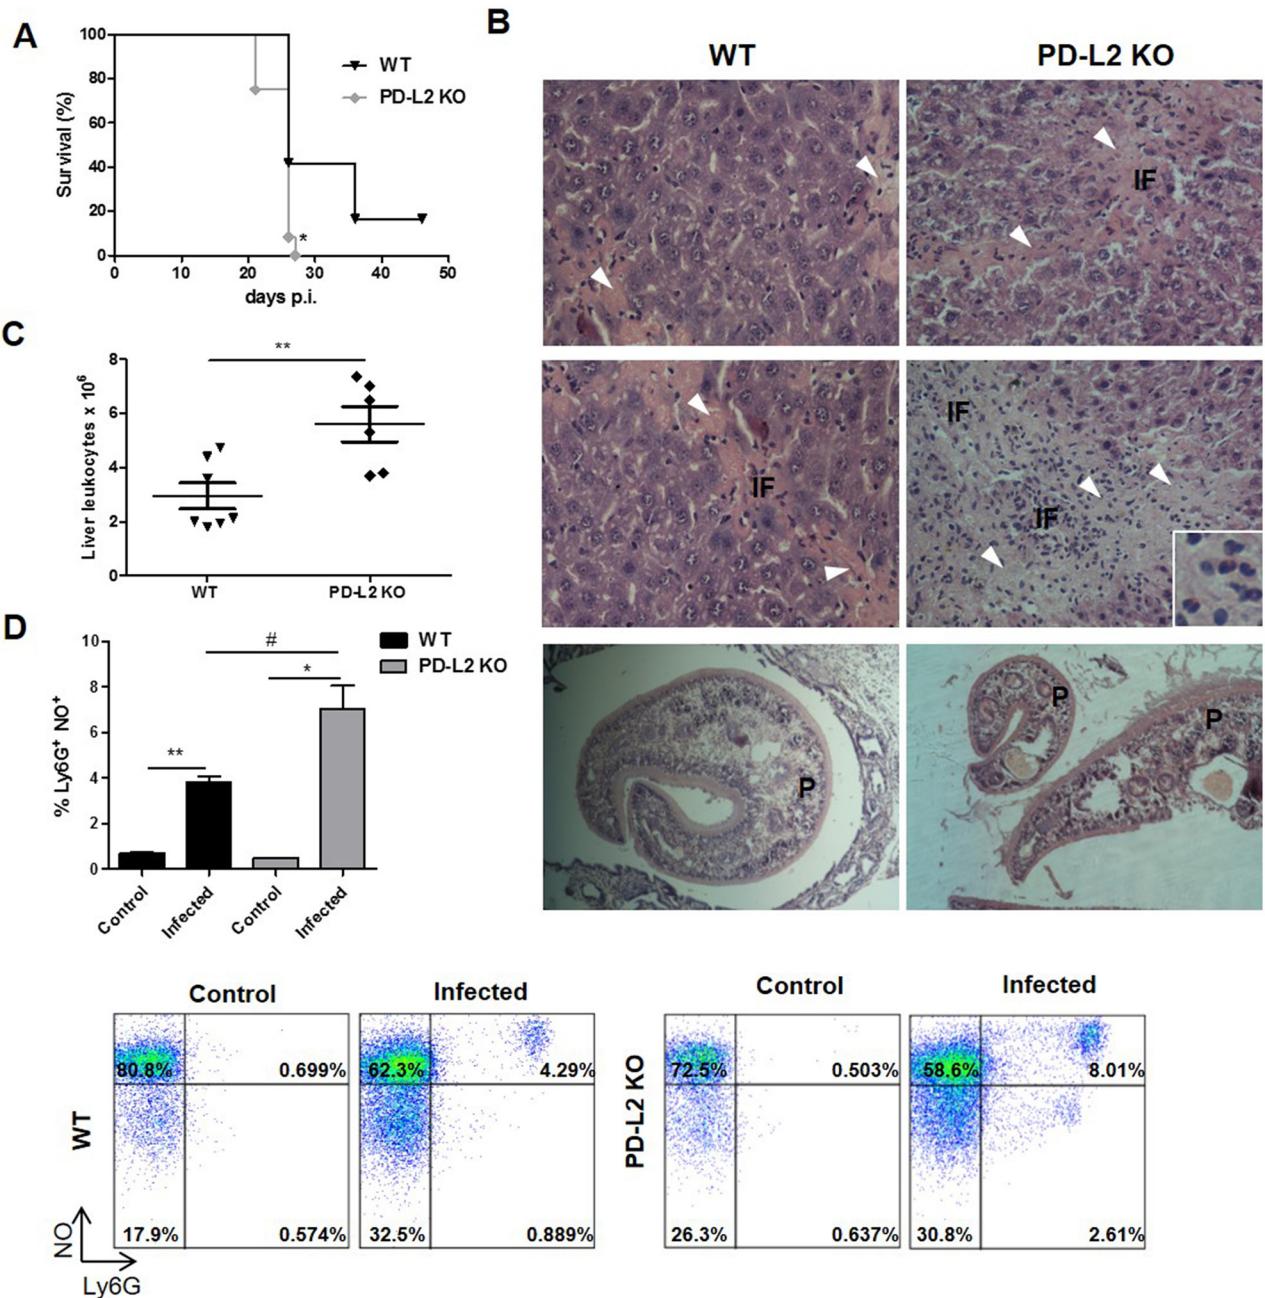 A
100
80
60
40
20
0
Survival (%)
0 10 20 30 40 50
days p.i.
WT
PD-L2 KO
*
B
WT PD-L2 KO
IF
IF
IF
IF
P
P
P
C
8
6
4
2
0
Liver leukocytes x 10⁶
**
WT PD-L2 KO
D
10
8
6
4
2
0
% Ly6G⁺ NO⁺
WT
PD-L2 KO
#
*
**
Control Infected Control Infected
Control Infected Control Infected
WT
80.8% 0.699%
17.9% 0.574%
62.3% 4.29%
32.5% 0.889%
PD-L2 KO
72.5% 0.503%
26.3% 0.637%
58.6% 8.01%
30.8% 2.61%
NO
Ly6G